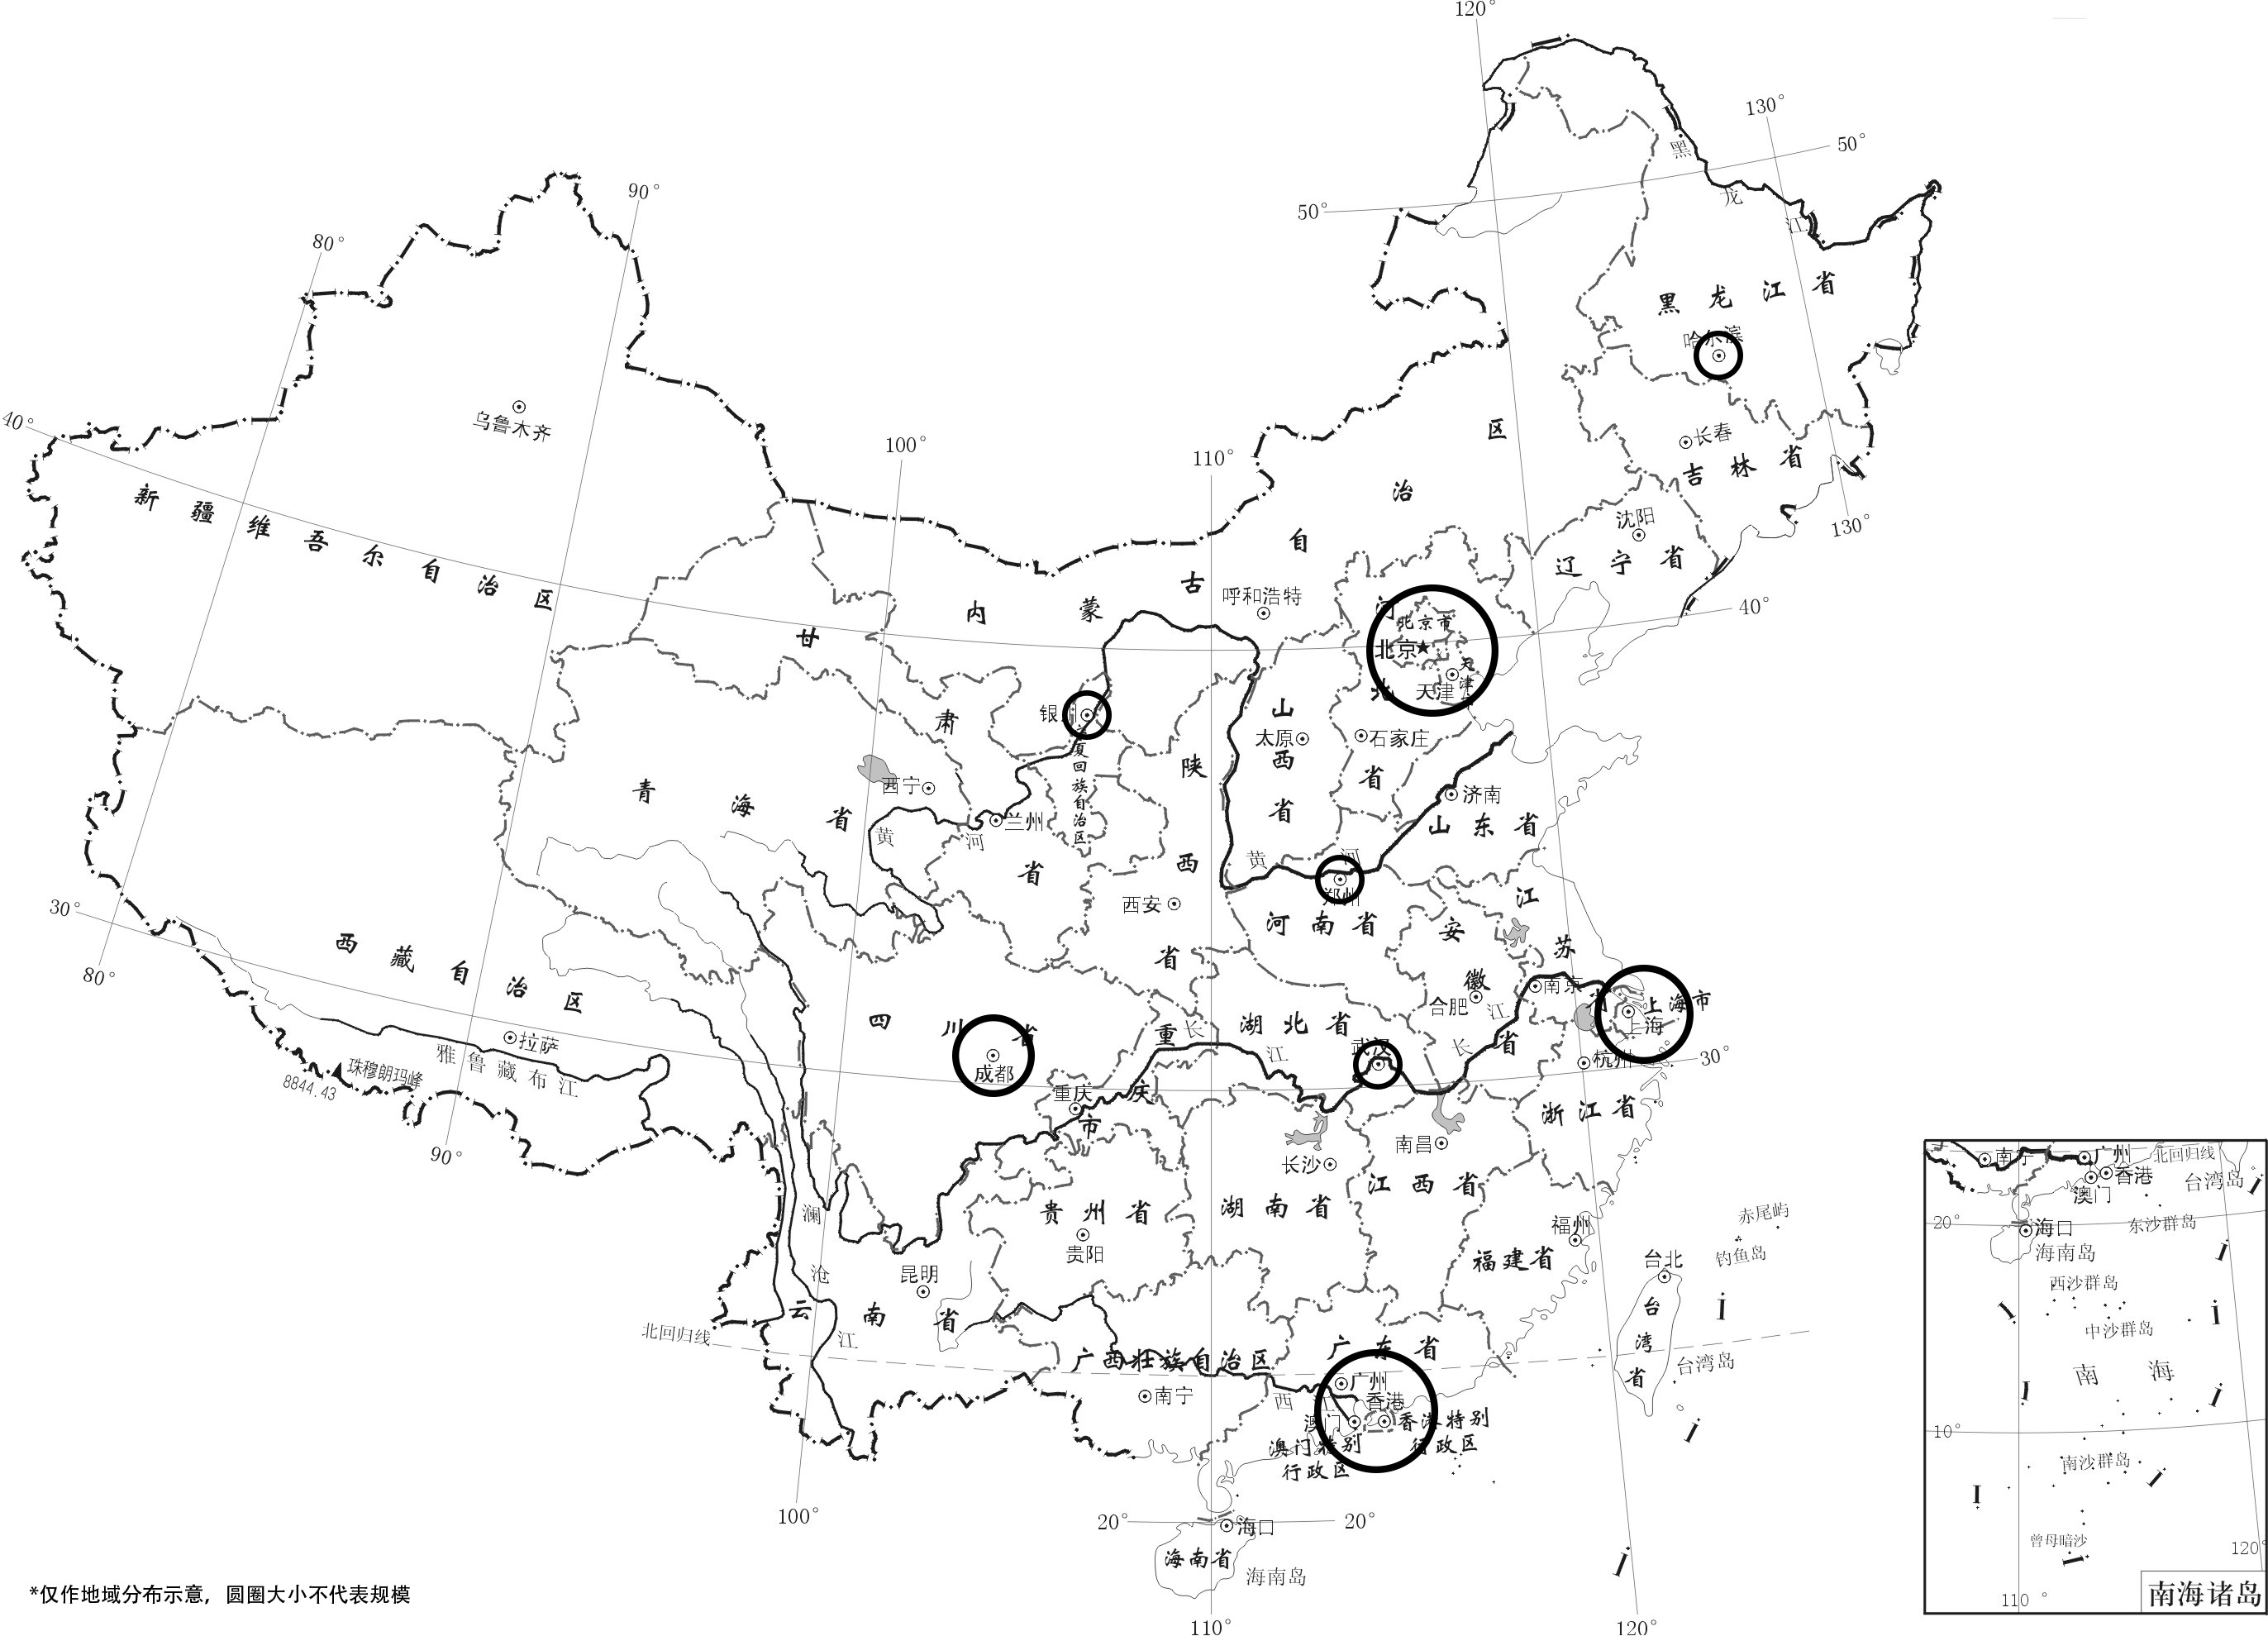 120°
130°
50°
50°
黑
龙
江
90°
80°
黑龙江省
哈尔滨
40°
乌鲁木齐
100°
110°
区
长春
吉林省
治
新疆维吾尔自治区
沈阳
130°
自
辽宁省
古
呼和浩特
内
蒙
甘
河
北京市
北京
40°
天津
天津
北
银川
肃
山
太原
石家庄
夏回族自治区
陕
西
省
青海省
西宁
济南
山东省
兰州
黄
河
省
黄
河
西
郑州
西安
30°
河南省
安
江
苏
西藏自治区
省
80°
徽
南京
合肥
江
省
上海市
上海
四川省
重
长
湖北省
拉萨
雅鲁藏布江
珠穆朗玛峰
8844.43
成都
江
武汉
长
省
杭州
30°
重庆
庆
市
浙江省
90°
南昌
长沙
江西省
贵州省
湖南省
澜
贵阳
福州
赤尾屿
钓鱼岛
福建省
台北
沧
昆明
台
湾
省
云南省
江
北回归线
广西壮族自治区
广东省
台湾岛
南宁
广州
西
江
香港
澳门
香港特别
行政区
澳门特别
行政区
100°
20°
20°
海口
海南省
海南岛
110°
120°
南宁
广州
北回归线
香港
澳门
台湾岛
20°
海口
东沙群岛
海南岛
西沙群岛
中沙群岛
南海
10°
南沙群岛
曾母暗沙
120°
110°
南海诸岛
*仅作地域分布示意，圆圈大小不代表规模